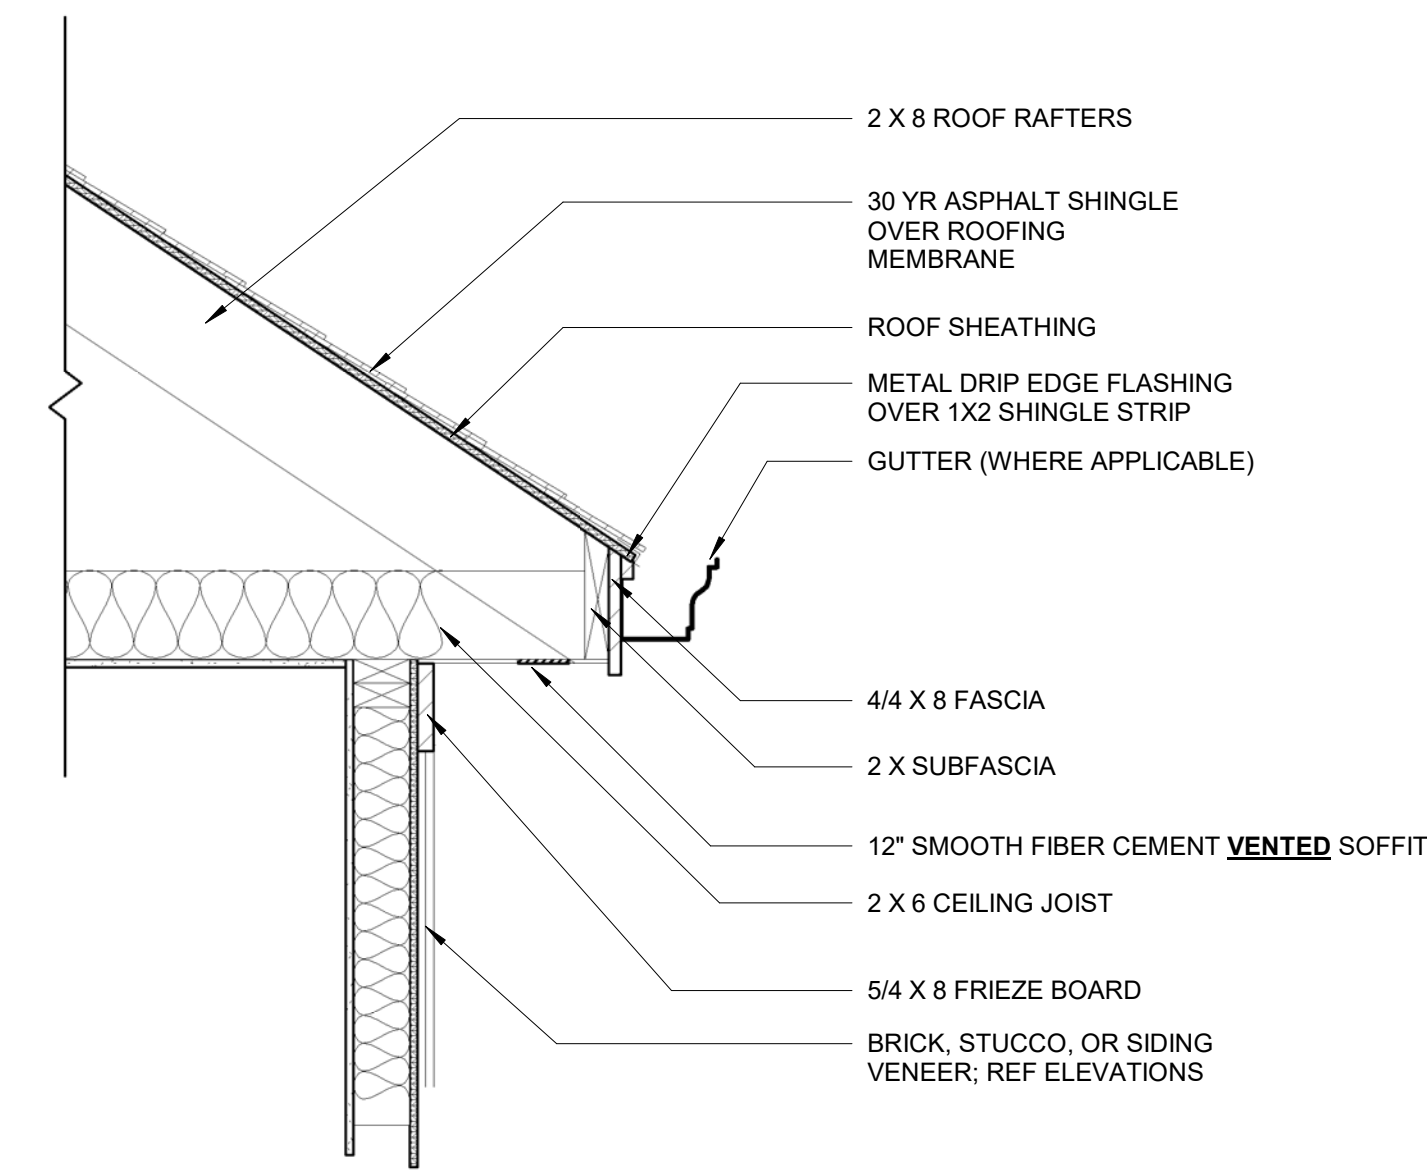 2 X 8 ROOF RAFTERS
30 YR ASPHALT SHINGLE
OVER ROOFING
MEMBRANE
ROOF SHEATHING
METAL DRIP EDGE FLASHING
OVER 1X2 SHINGLE STRIP
GUTTER (WHERE APPLICABLE)
4/4 X 8 FASCIA
2 X SUBFASCIA
12" SMOOTH FIBER CEMENT VENTED SOFFIT
2 X 6 CEILING JOIST
5/4 X 8 FRIEZE BOARD
BRICK, STUCCO, OR SIDING
VENEER; REF ELEVATIONS